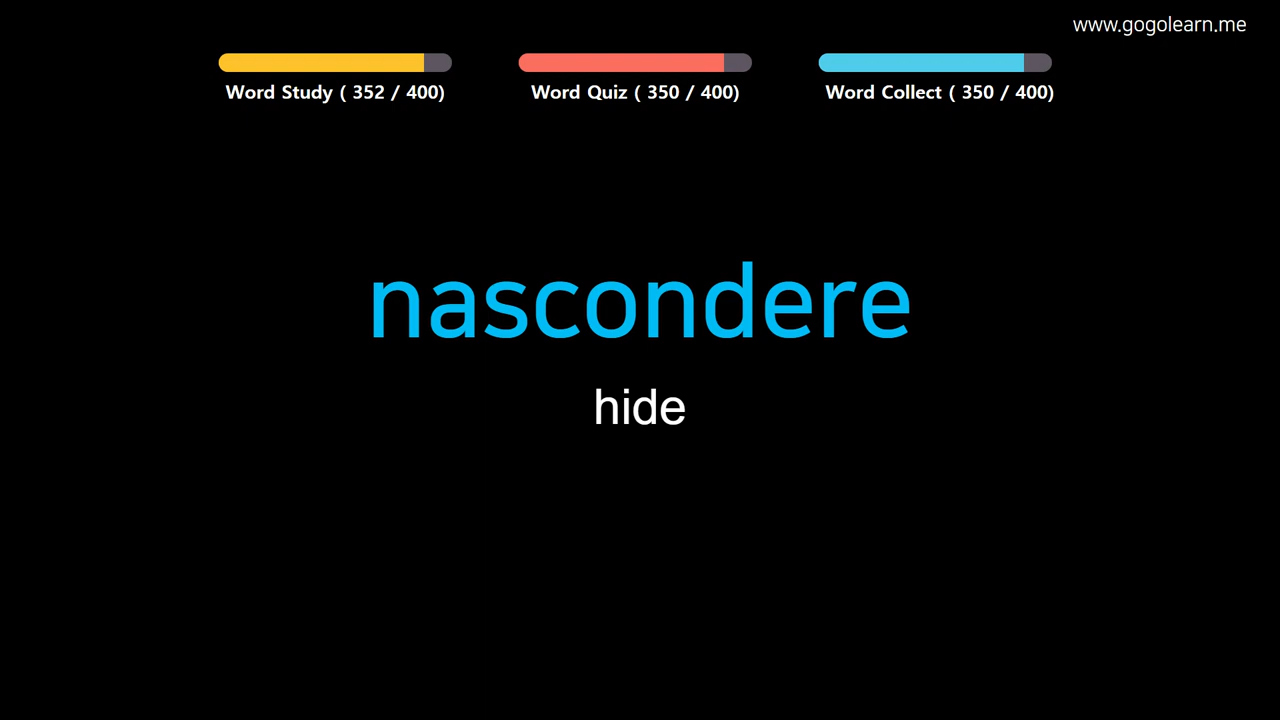 www.gogolearn.me
Word Study ( 352 / 400)
Word Quiz ( 350 / 400)
Word Collect ( 350 / 400)
nascondere
hide